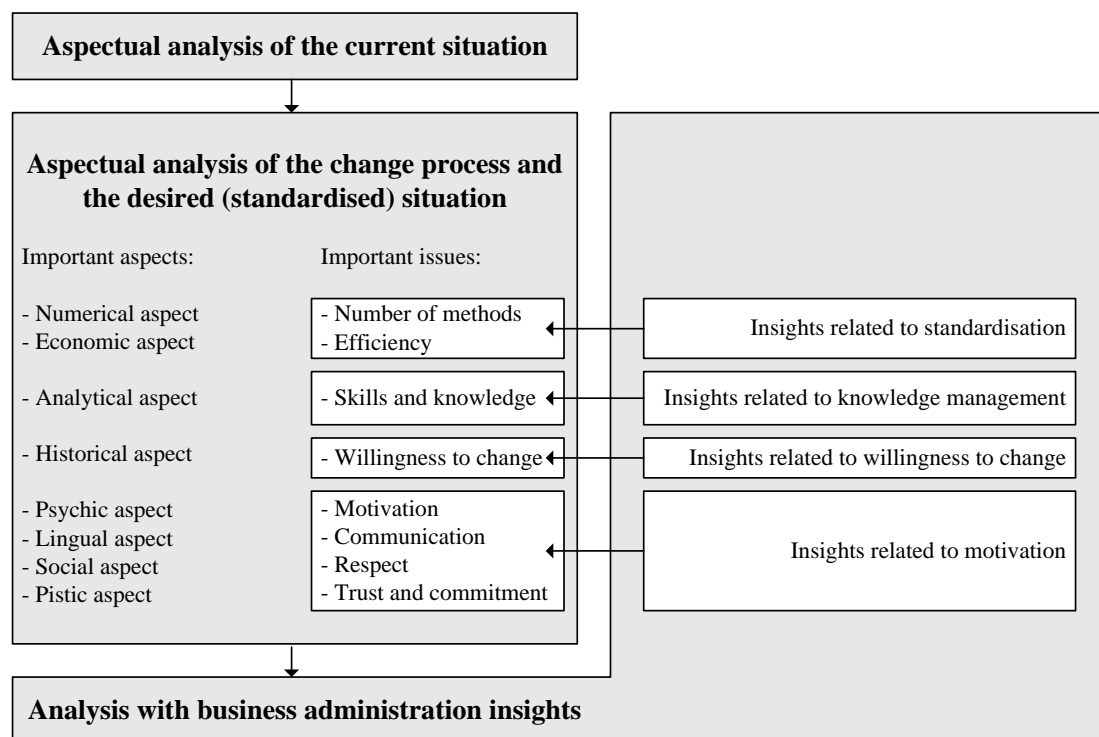 Aspectual analysis of the current situation
Aspectual analysis of the change process and
the desired (standardised) situation
Important aspects:
Important issues:
- Numerical aspect
- Economic aspect
- Number of methods
- Efficiency
Insights related to standardisation
- Analytical aspect
- Skills and knowledge
Insights related to knowledge management
- Historical aspect
- Willingness to change
Insights related to willingness to change
- Psychic aspect
- Lingual aspect
- Social aspect
- Pistic aspect
- Motivation
- Communication
- Respect
- Trust and commitment
Insights related to motivation
Analysis with business administration insights